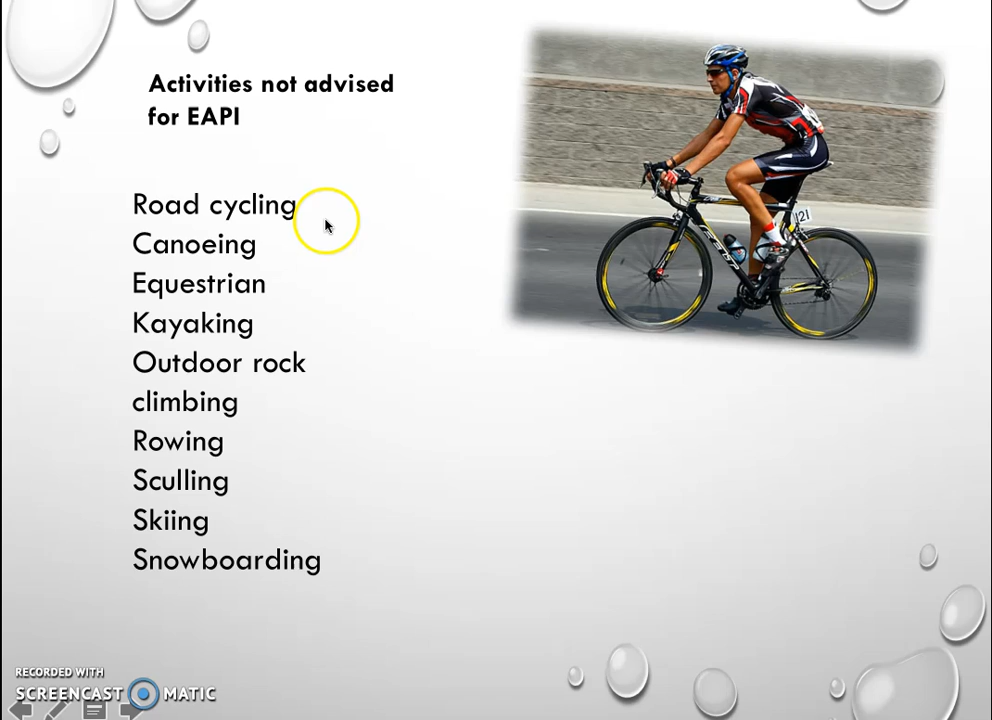 Activities not advised
for EAPI
Road cycling
Canoeing
Equestrian
Kayaking
Outdoor rock
climbing
Rowing
Sculling
Skiing
Snowboarding
121
RECORDED WITH
SCREENCAST MATIC